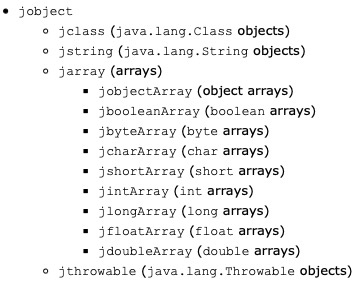 jobject
jclass (java.lang.Class objects)
jstring (java.lang.String objects)
jarray (arrays)
jobjectArray (object arrays)
jbooleanArray (boolean arrays)
jbyteArray (byte arrays)
jcharArray (char arrays)
jshortArray (short arrays)
jintArray (int arrays)
jlongArray (long arrays)
jfloatArray (float arrays)
jdoubleArray (double arrays)
jthrowable (java.lang.Throwable objects)